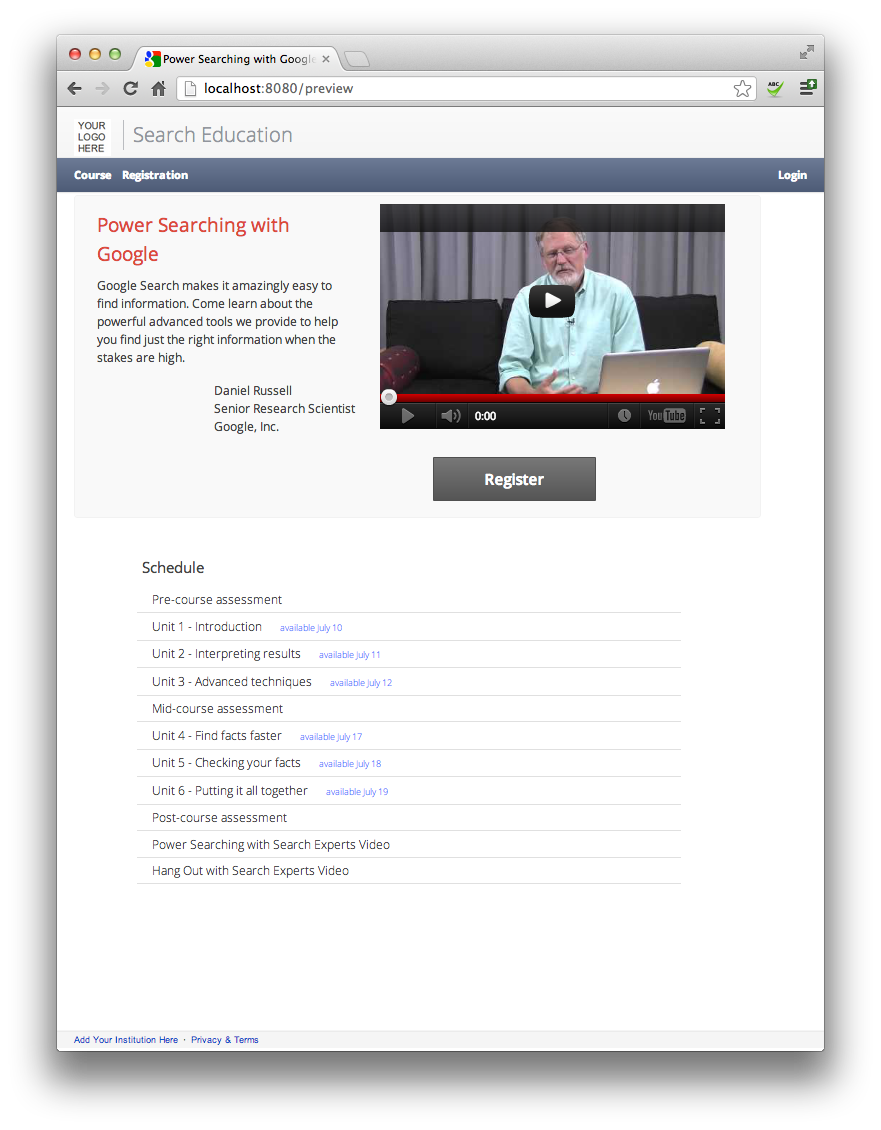 Power Searching with Google
localhost:8080/preview
ABC
YOUR
LOGO
HERE
Search Education
Course Registration Login
Power Searching with
Google
Google Search makes it amazingly easy to
find information. Come learn about the
powerful advanced tools we provide to help
you find just the right information when the
stakes are high.
Daniel Russell
Senior Research Scientist
Google, Inc.
0:00 YouTube
Register
Schedule
Pre-course assessment
Unit 1 - Introduction available July 10
Unit 2 - Interpreting results available July 11
Unit 3 - Advanced techniques available July 12
Mid-course assessment
Unit 4 - Find facts faster available July 17
Unit 5 - Checking your facts available July 18
Unit 6 - Putting it all together available July 19
Post-course assessment
Power Searching with Search Experts Video
Hang Out with Search Experts Video
Add Your Institution Here · Privacy & Terms